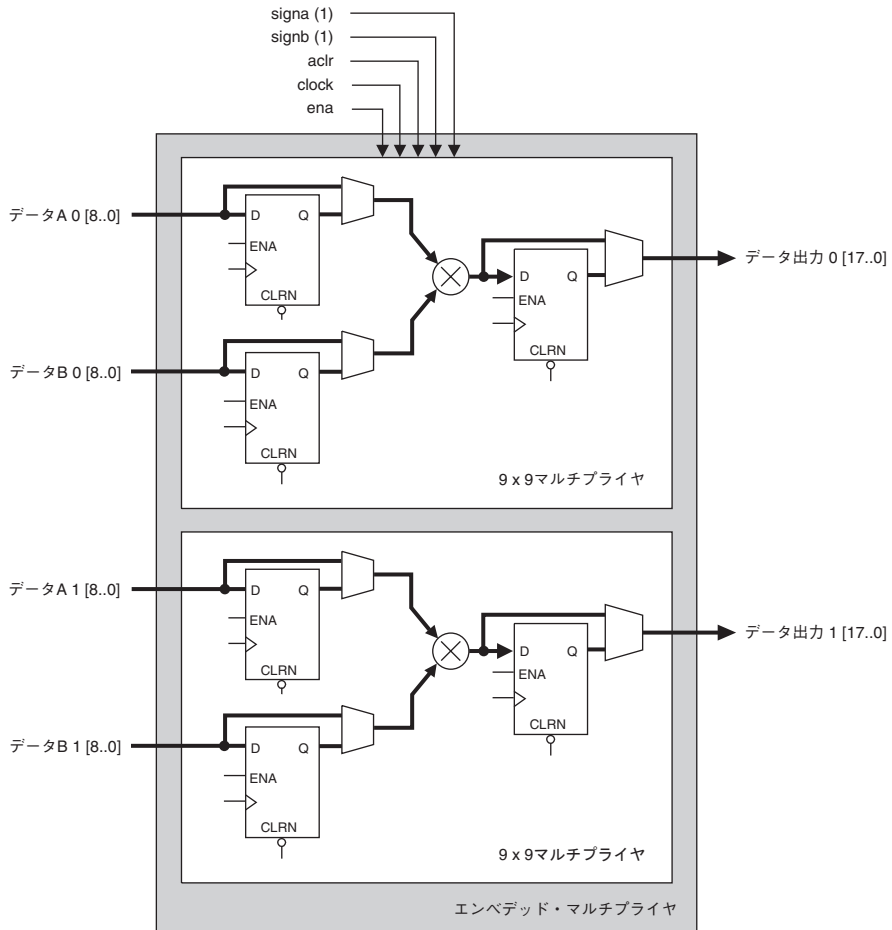 signa (1)
signb (1)
aclr
clock
ena
データA 0 [8..0]
D Q
ENA
CLRN
データB 0 [8..0]
D Q
ENA
CLRN
D Q
ENA
CLRN
データ出力 0 [17..0]
9 x 9マルチプライヤ
データA 1 [8..0]
D Q
ENA
CLRN
データB 1 [8..0]
D Q
ENA
CLRN
D Q
ENA
CLRN
データ出力 1 [17..0]
9 x 9マルチプライヤ
エンベデッド・マルチプライヤ